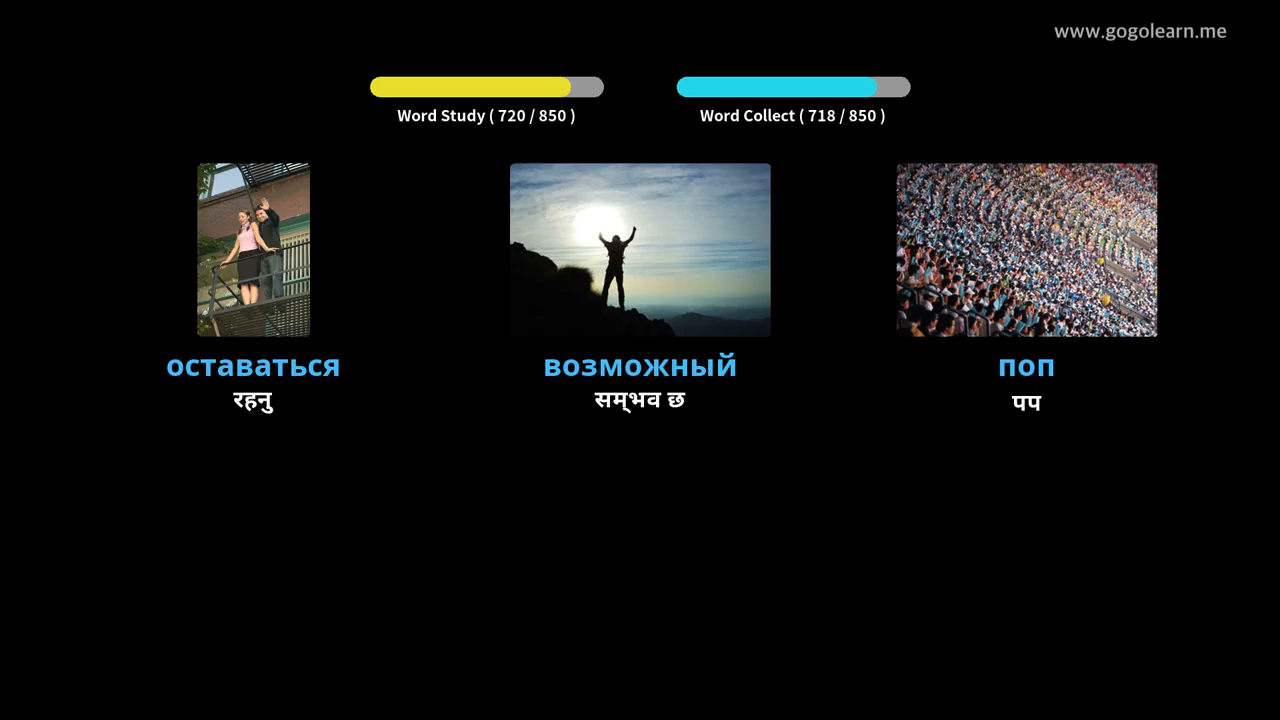 www.gogolearn.me
Word Study ( 720 / 850 )
Word Collect ( 718 / 850 )
оставаться
रहनु
возможный
सम्भव छ
поп
पप